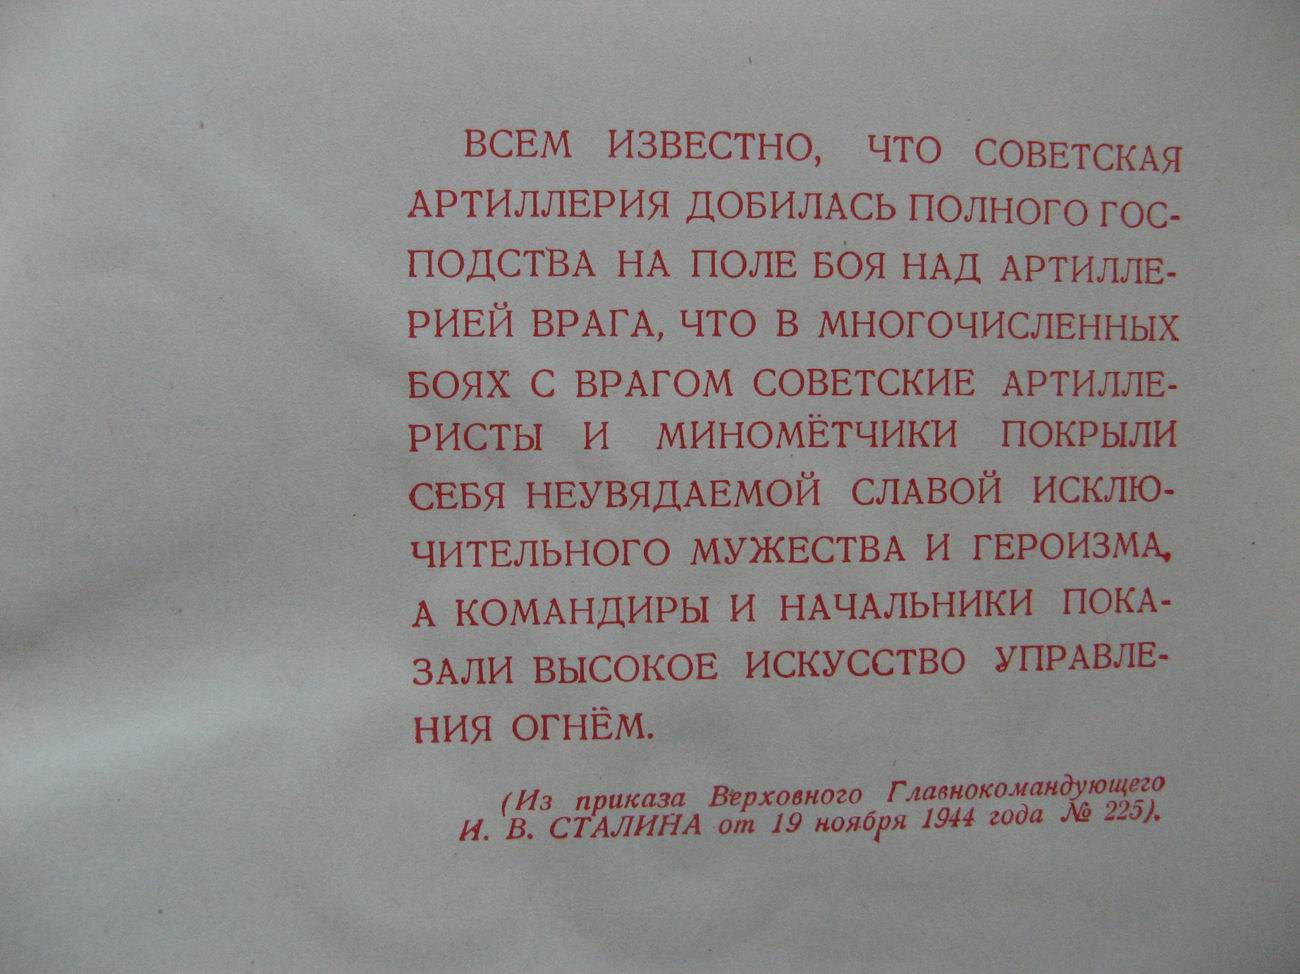 ВСЕМ ИЗВЕСТНО, ЧТО СОВЕТСКАЯ
АРТИЛЛЕРИЯ ДОБИЛАСЬ ПОЛНОГО ГОС-
ПОДСТВА НА ПОЛЕ БОЯ НАД АРТИЛЛЕ-
РИЕЙ ВРАГА, ЧТО В МНОГОЧИСЛЕННЫХ
БОЯХ С ВРАГОМ СОВЕТСКИЕ АРТИЛЛЕ-
РИСТЫ И МИНОМЁТЧИКИ ПОКРЫЛИ
СЕБЯ НЕУВЯДАЕМОЙ СЛАВОЙ ИСКЛЮ-
ЧИТЕЛЬНОГО МУЖЕСТВА И ГЕРОИЗМА,
А КОМАНДИРЫ И НАЧАЛЬНИКИ ПОКА-
ЗАЛИ ВЫСОКОЕ ИСКУССТВО УПРАВЛЕ-
НИЯ ОГНЁМ.
(Из приказа Верховного Главнокомандующего
И. В. СТАЛИНА от 19 ноября 1944 года № 225).